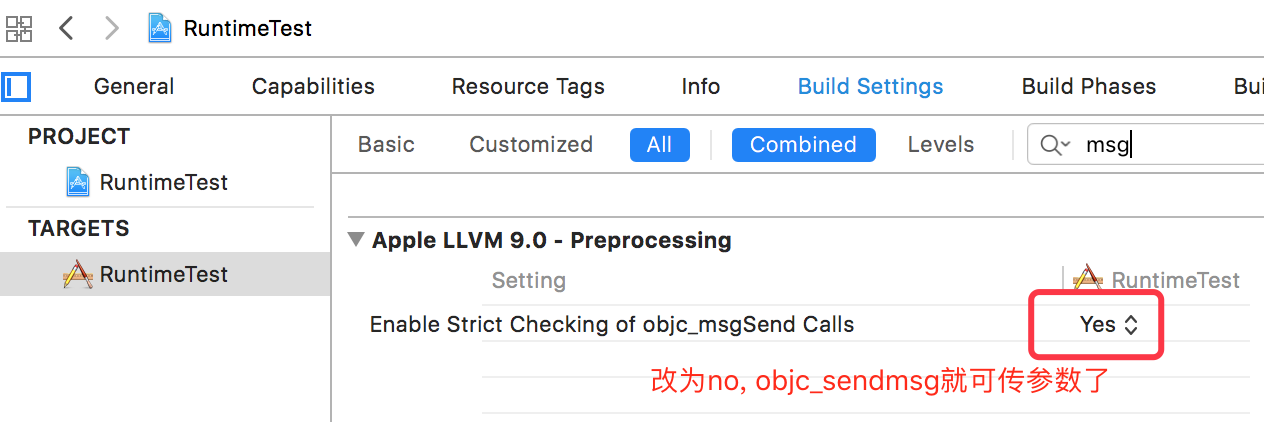 RuntimeTest
General Capabilities Resource Tags Info Build Settings Build Phases Bui
PROJECT
RuntimeTest
TARGETS
RuntimeTest
Basic Customized All Combined Levels msg
Apple LLVM 9.0 - Preprocessing
Setting RuntimeTest
Enable Strict Checking of objc_msgSend Calls Yes
改为no, objc_sendmsg就可传参数了